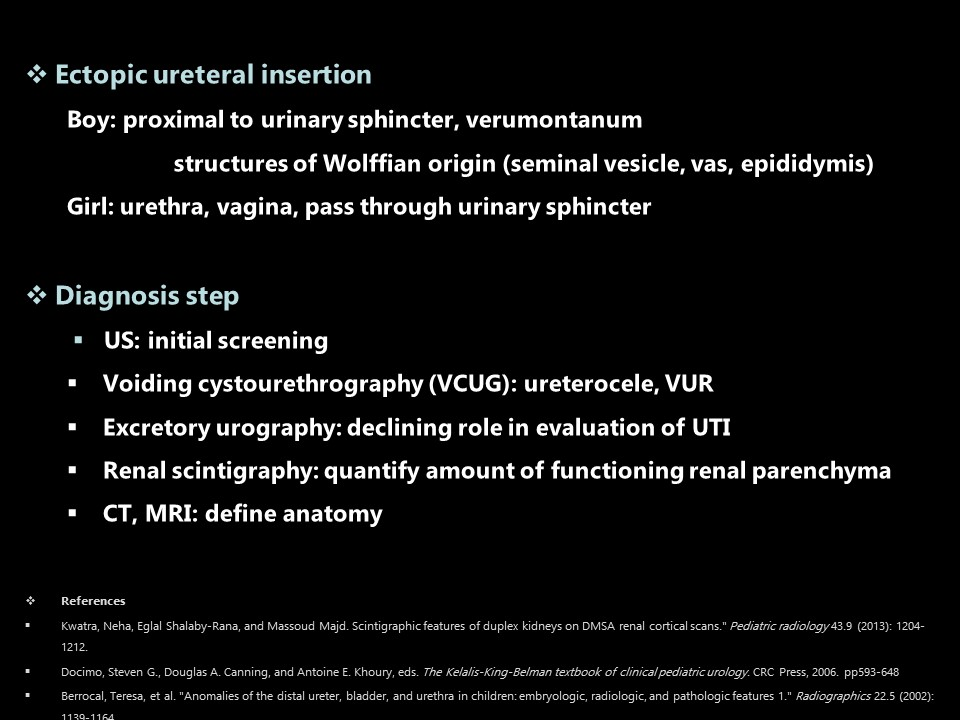 ❖ Ectopic ureteral insertion
Boy: proximal to urinary sphincter, verumontanum
structures of Wolffian origin (seminal vesicle, vas, epididymis)
Girl: urethra, vagina, pass through urinary sphincter
❖ Diagnosis step
▪ US: initial screening
▪ Voiding cystourethrography (VCUG): ureterocele, VUR
▪ Excretory urography: declining role in evaluation of UTI
▪ Renal scintigraphy: quantify amount of functioning renal parenchyma
▪ CT, MRI: define anatomy
❖ References
▪ Kwatra, Neha, Eglal Shalaby-Rana, and Massoud Majd. Scintigraphic features of duplex kidneys on DMSA renal cortical scans." Pediatric radiology 43.9 (2013): 1204-
1212.
▪ Docimo, Steven G., Douglas A. Canning, and Antoine E. Khoury, eds. The Kelalis-King-Belman textbook of clinical pediatric urology. CRC Press, 2006. pp593-648
▪ Berrocal, Teresa, et al. "Anomalies of the distal ureter, bladder, and urethra in children: embryologic, radiologic, and pathologic features 1." Radiographics 22.5 (2002):
1139-1164